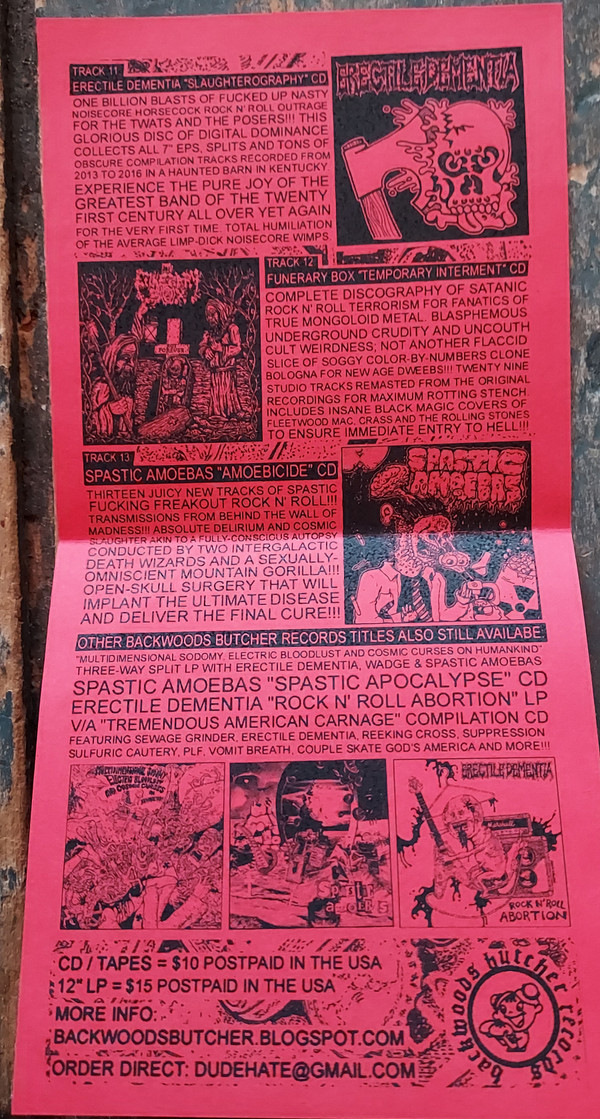 TRACK 11
ERECTILE DEMENTIA "SLAUGHTEROGRAPHY" CD
ONE BILLION BLASTS OF FUCKED UP NASTY
NOISECORE HORSECOCK ROCK N' ROLL OUTRAGE
FOR THE TWATS AND THE POSERS!!! THIS
GLORIOUS DISC OF DIGITAL DOMINANCE
COLLECTS ALL 7" EPS, SPLITS AND TONS OF
OBSCURE COMPILATION TRACKS RECORDED FROM
2013 TO 2016 IN A HAUNTED BARN IN KENTUCKY
EXPERIENCE THE PURE JOY OF THE
GREATEST BAND OF THE TWENTY
FIRST CENTURY ALL OVER YET AGAIN
FOR THE VERY FIRST TIME. TOTAL HUMILIATION
OF THE AVERAGE LIMP-DICK NOISECORE WIMPS.
ERECTILE DEMENTIA
TRACK 12
FUNERARY BOX "TEMPORARY INTERMENT" CD
COMPLETE DISCOGRAPHY OF SATANIC
ROCK N' ROLL TERRORISM FOR FANATICS OF
TRUE MONGOLOID METAL. BLASPHEMOUS
UNDERGROUND CRUDITY AND UNCOUTH
CULT WEIRDNESS; NOT ANOTHER FLACCID
SLICE OF SOGGY COLOR-BY-NUMBERS CLONE
BOLOGNA FOR NEW AGE DWEEBS!!! TWENTY NINE
STUDIO TRACKS REMASTED FROM THE ORIGINAL
RECORDINGS FOR MAXIMUM ROTTING STENCH.
INCLUDES INSANE BLACK MAGIC COVERS OF
FLEETWOOD MAC, CRASS AND THE ROLLING STONES
TO ENSURE IMMEDIATE ENTRY TO HELL!!!
TRACK 13
SPASTIC AMOEBAS "AMOEBICIDE" CD
THIRTEEN JUICY NEW TRACKS OF SPASTIC
FUCKING FREAKOUT ROCK N' ROLL!!!
TRANSMISSIONS FROM BEHIND THE WALL OF
MADNESS!!! ABSOLUTE DELIRIUM AND COSMIC
SLAUGHTER AKIN TO A FULLY-CONSCIOUS AUTOPSY
CONDUCTED BY TWO INTERGALACTIC
DEATH WIZARDS AND A SEXUALLY-
OMNISCIENT MOUNTAIN GORILLA!!!
OPEN-SKULL SURGERY THAT WILL
IMPLANT THE ULTIMATE DISEASE
AND DELIVER THE FINAL CURE!!!
SPASTIC
AMOEBAS
OTHER BACKWOODS BUTCHER RECORDS TITLES ALSO STILL AVAILABE
"MULTIDIMENSIONAL SODOMY, ELECTRIC BLOODLUST AND COSMIC CURSES ON HUMANKIND"
THREE-WAY SPLIT LP WITH ERECTILE DEMENTIA, WADGE & SPASTIC AMOEBAS
SPASTIC AMOEBAS "SPASTIC APOCALYPSE" CD
ERECTILE DEMENTIA "ROCK N' ROLL ABORTION" LP
V/A "TREMENDOUS AMERICAN CARNAGE" COMPILATION CD
FEATURING SEWAGE GRINDER, ERECTILE DEMENTIA, REEKING CROSS, SUPPRESSION
SULFURIC CAUTERY, PLF, VOMIT BREATH, COUPLE SKATE GOD'S AMERICA AND MORE!!!
Spastic
amoebas
ERECTILE DEMENTIA
ROCK N' ROLL
ABORTION
CD / TAPES = $10 POSTPAID IN THE USA
12" LP = $15 POSTPAID IN THE USA
MORE INFO:
BACKWOODSBUTCHER.BLOGSPOT.COM
ORDER DIRECT: DUDEHATE@GMAIL.COM
backwoods butcher records